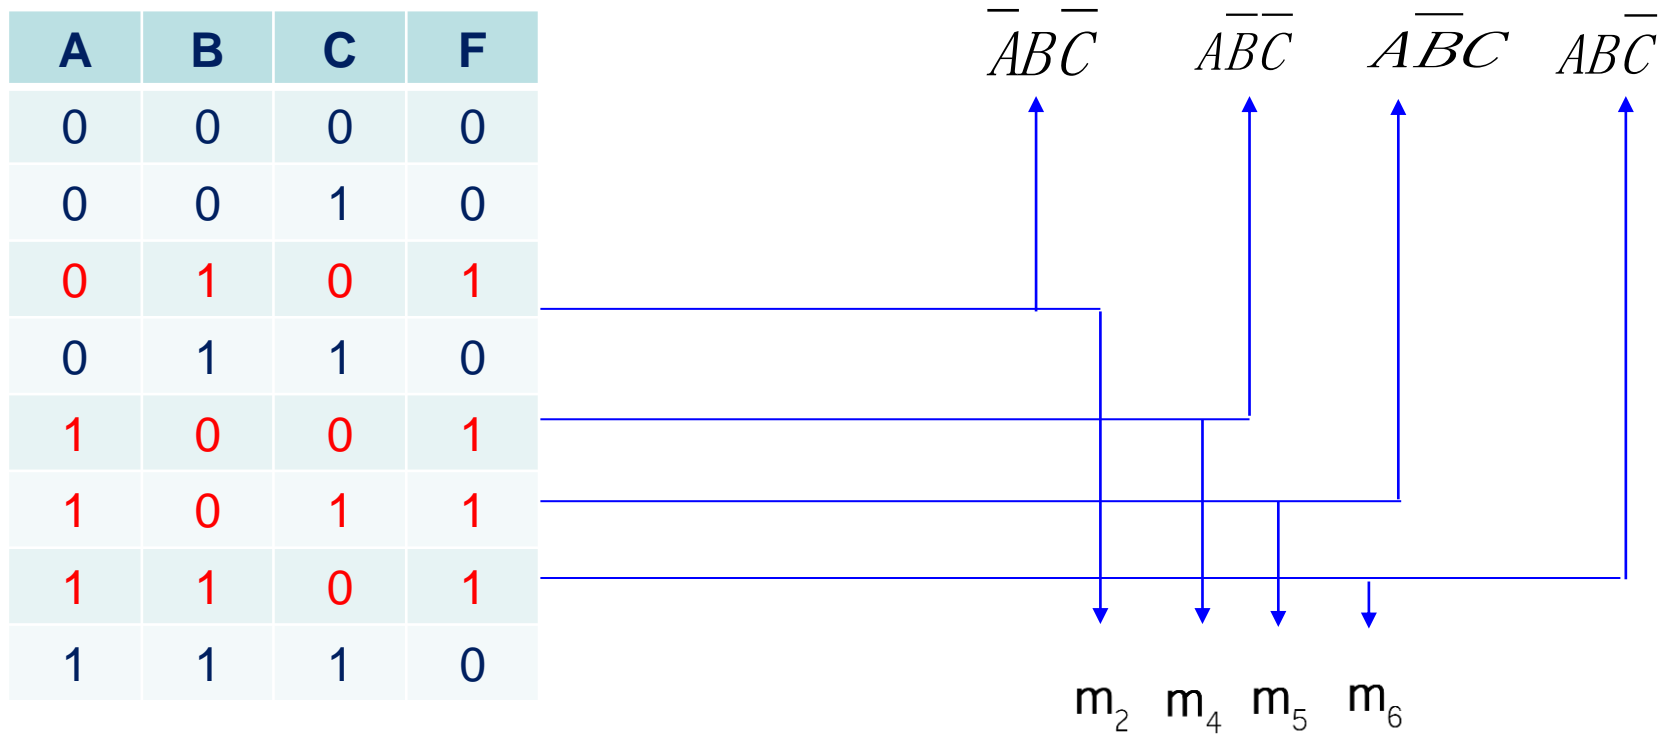 A B C F
0 0 0 0
0 0 1 0
0 1 0 1
0 1 1 0
1 0 0 1
1 0 1 1
1 1 0 1
1 1 1 0
A̅BC̅ AB̅C̅ AB̅C ABC̅
m₂ m₄ m₅ m₆